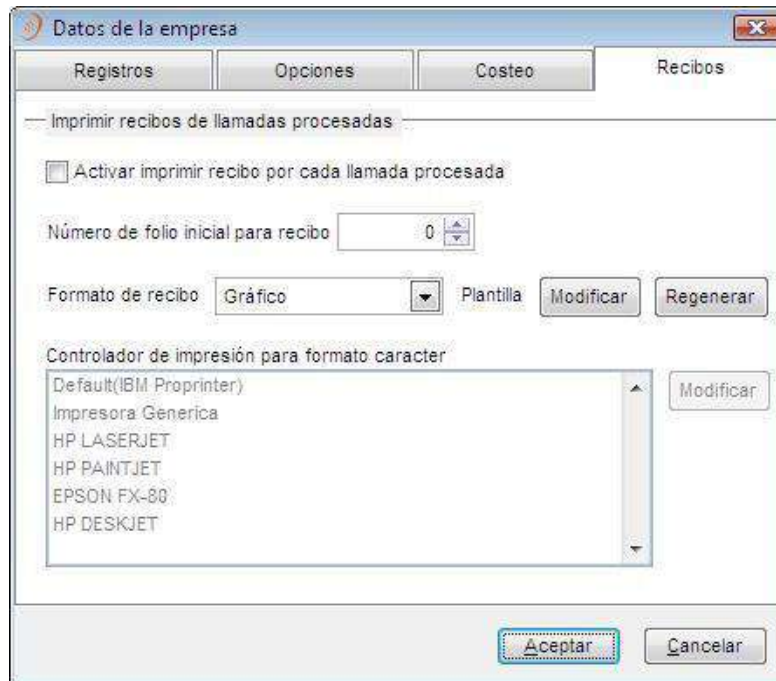 Datos de la empresa
Registros Opciones Costeo Recibos
Imprimir recibos de llamadas procesadas
Activar imprimir recibo por cada llamada procesada
Número de folio inicial para recibo 0
Formato de recibo Gráfico Plantilla Modificar Regenerar
Controlador de impresión para formato caracter
Default(IBM Proprinter)
Modificar
Impresora Generica
HP LASERJET
HP PAINTJET
EPSON FX-80
HP DESKJET
Aceptar Cancelar